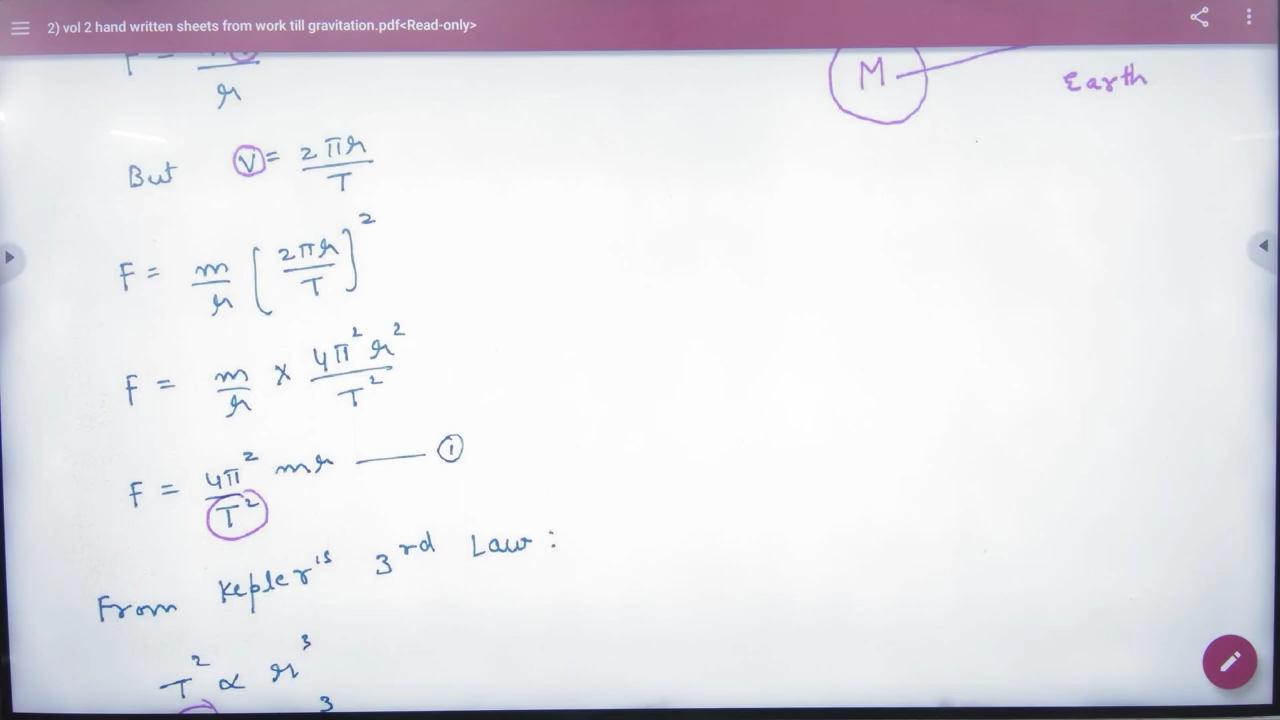 2) vol 2 hand written sheets from work till gravitation.pdf<Read-only>
M
Earth
r
But v = 2πr / T
F = m/r [2πr / T]²
F = m/r × 4π²r² / T²
F = 4π² / T² mr —— ①
From Kepler's 3rd Law :
T² ∝ r³
3